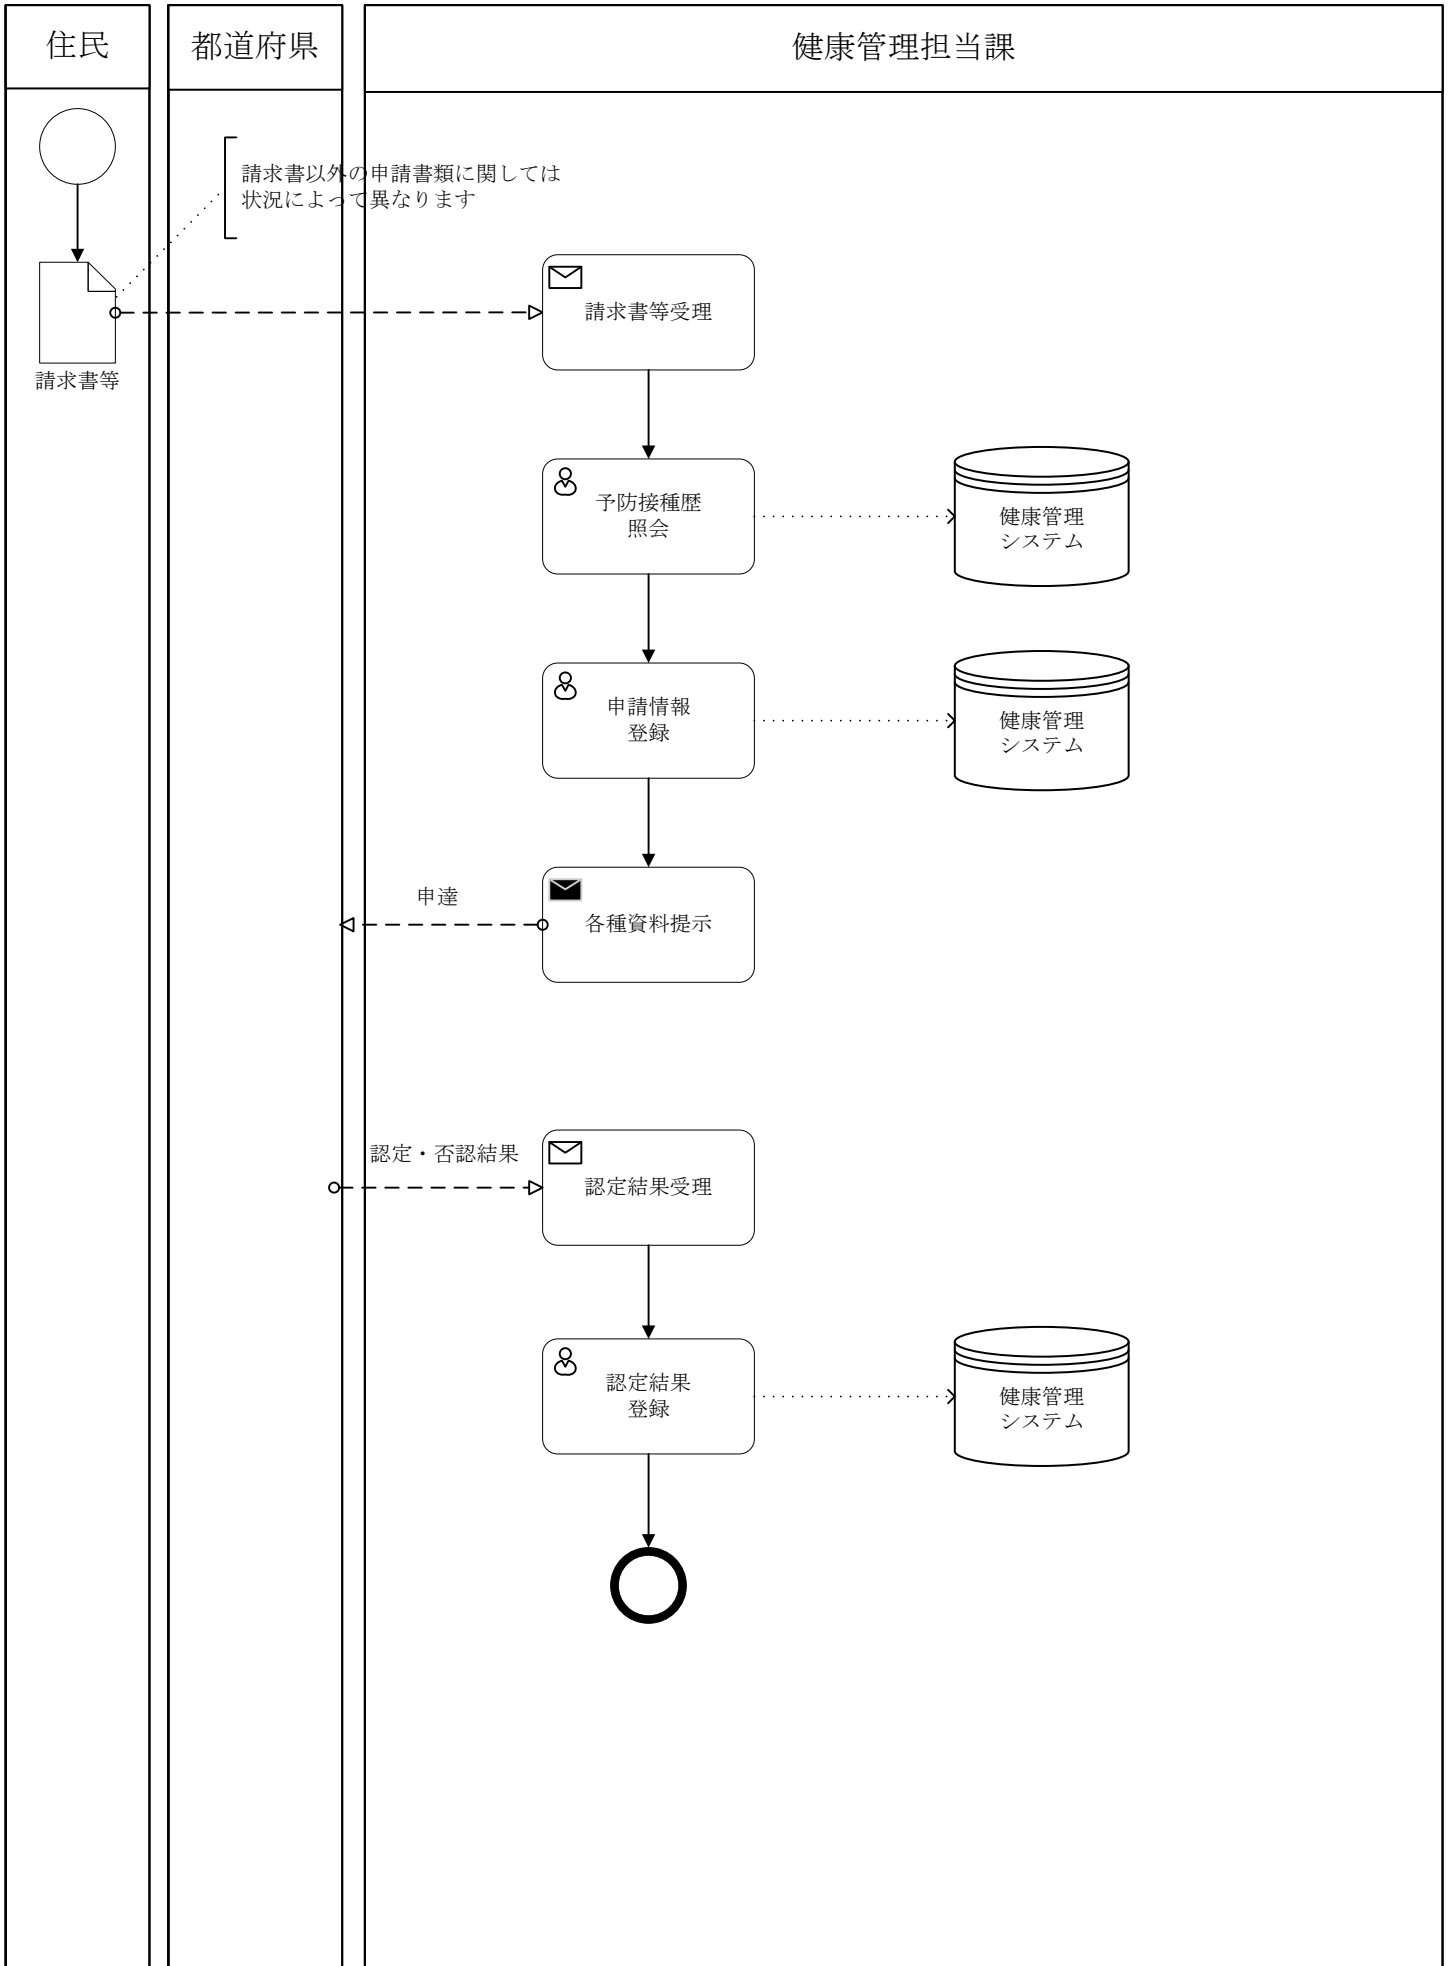 住民
都道府県
健康管理担当課
請求書以外の申請書類に関しては
状況によって異なります
請求書等
請求書等受理
予防接種歴
照会
健康管理
システム
申請情報
登録
健康管理
システム
申達
各種資料提示
認定・否認結果
認定結果受理
認定結果
登録
健康管理
システム